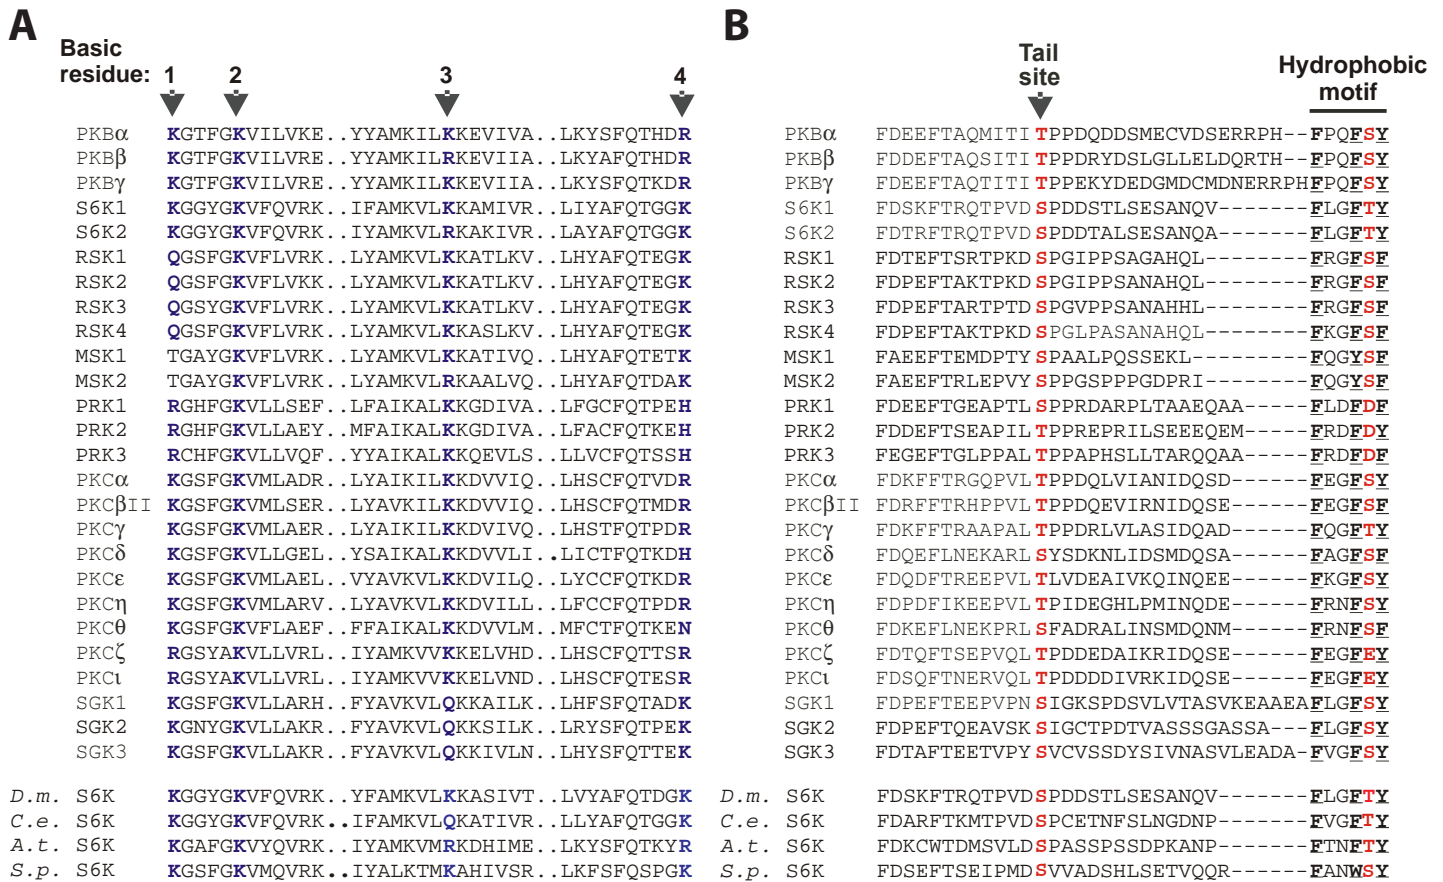 A
B
Basic
residue: 1 2 3 4
Tail
site
Hydrophobic
motif
PKBα KGTFGKVILVKE..YYAMKILKKEVIVA..LKYSFQTHDR
PKBβ KGTFGKVILVRE..YYAMKILRKEVIIA..LKYAFQTHDR
PKBγ KGTFGKVILVRE..YYAMKILKKEVIIA..LKYSFQTKDR
S6K1 KGGYGKVFQVRK..IFAMKVLKKAMIVR..LIYAFQTGGK
S6K2 KGGYGKVFQVRK..IYAMKVLRKAKIVR..LAYAFQTGGK
RSK1 QGSFGKVFLVRK..LYAMKVLKKATLKV..LHYAFQTEGK
RSK2 QGSFGKVFLVKK..LYAMKVLKKATLKV..LHYAFQTEGK
RSK3 QGSYGKVFLVRK..LYAMKVLKKATLKV..LHYAFQTEGK
RSK4 QGSFGKVFLVRK..LYAMKVLKKASLKV..LHYAFQTEGK
MSK1 TGAYGKVFLVRK..LYAMKVLKKATIVQ..LHYAFQTETK
MSK2 TGAYGKVFLVRK..LYAMKVLRKAALVQ..LHYAFQTDAK
PRK1 RGHFGKVLLSEF..LFAIKALKKGDIVA..LFGCFQTPEH
PRK2 RGHFGKVLLAEY..MFAIKALKKGDIVA..LFACFQTKEH
PRK3 RCHFGKVLLVQF..YYAIKALKKQEVLS..LLVCFQTSSH
PKCα KGSFGKVMLADR..LYAIKILKKDVVIQ..LHSCFQTVDR
PKCβII KGSFGKVMLSER..LYAVKILKKDVVIQ..LHSCFQTMDR
PKCγ KGSFGKVMLAER..LYAIKILKKDVIVQ..LHSTFQTPDR
PKCδ KGSFGKVLLGEL..YSAIKALKKDVVLI.●LICTFQTKDH
PKCε KGSFGKVMLAEL..VYAVKVLKKDVILQ..LYCCFQTKDR
PKCη KGSFGKVMLARV..LYAVKVLKKDVILL..LFCCFQTPDR
PKCθ KGSFGKVFLAEF..FFAIKALKKDVVLM..MFCTFQTKEN
PKCζ RGSYAKVLLVRL..IYAMKVVKKELVHD..LHSCFQTTSR
PKCι RGSYAKVLLVRL..IYAMKVVKKELVND..LHSCFQTESR
SGK1 KGSFGKVLLARH..FYAVKVLQKKAILK..LHFSFQTADK
SGK2 KGNYGKVLLAKR..FYAVKVLQKKSILK..LRYSFQTPEK
SGK3 KGSFGKVLLAKR..FYAVKVLQKKIVLN..LHYSFQTTEK
D.m. S6K KGGYGKVFQVRK..YFAMKVLKKASIVT..LVYAFQTDGK
C.e. S6K KGGYGKVFQVRK..IFAMKVLQKATIVR..LLYAFQTGGK
A.t. S6K KGAFGKVYQVRK..IYAMKVMRKDHIME..LKYSFQTKYR
S.p. S6K KGSFGKVMQVRK..IYALKTMKKAHIVSR.LKFSFQSPGK
PKBα FDEEFTAQMITITPPDQDDSMECVDSERRPH--FPQFSY
PKBβ FDDEFTAQSITITPPDRYDSLGLLELDQRTH--FPQFSY
PKBγ FDEEFTAQTITITPPEKYDEDGMDCMDNERRPHFPQFSY
S6K1 FDSKFTRQTPVDSPDDSTLSESANQV-------FLGFTY
S6K2 FDTRFTRQTPVDSPDDTALSESANQA-------FLGFTY
RSK1 FDTEFTSRTPKDSPGIPPSAGAHQL--------FRGFSF
RSK2 FDPEFTAKTPKDSPGIPPSANAHQL--------FRGFSF
RSK3 FDPEFTARTPTDSPGVPPSANAHHL--------FRGFSF
RSK4 FDPEFTAKTPKDSPGLPASANAHQL--------FKGFSF
MSK1 FAEEFTEMDPTYSPAALPQSSEKL---------FQGYSF
MSK2 FAEEFTRLEPVYSPPGSPPPGDPRI--------FQGYSF
PRK1 FDEEFTGEAPTLSPPRDARPLTAAEQAA-----FLDFDF
PRK2 FDEEFTSEAPILTPPREPRILSEEEQEM-----FRDFDY
PRK3 FEGEFTGLPPALTPPAPHSLLTARQQAA-----FRDFDF
PKCα FDKFFTRGQPVLTPPDQLVIANIDQSD------FEGFSY
PKCβII FDRFFTRHPPVLTPPDQEVIRNIDQSE------FEGFSF
PKCγ FDKFFTRAAPALTPPDRLVLASIDQAD------FQGFTY
PKCδ FDQEFLNEKARLSYSDKNLIDSMDQSA------FAGFSF
PKCε FDQDFTREEPVLTLVDEAIVKQINQEE------FKGFSY
PKCη FDPDFIKEEPVLTPIDEGHLPMINQDE------FRNFSY
PKCθ FDKEFLNEKPRLSFADRALINSMDQNM------FRNFSF
PKCζ FDTQFTSEPVQLTPDDEDAIKRIDQSE------FEGFEY
PKCι FDSQFTNERVQLTPDDDDIVRKIDQSE------FEGFEY
SGK1 FDPEFTEEPVPNSIGKSPDSVLVTASVKEAAEAFLGFSY
SGK2 FDPEFTQEAVSKSIGCTPDTVASSSGASSA---FLGFSY
SGK3 FDTAFTEETVPYSVCVSSDYSIVNASVLEADA-FVGFSY
D.m. S6K FDSKFTRQTPVDSPDDSTLSESANQV-------FLGFTY
C.e. S6K FDARFTKMTPVDSPCETNFSLNGDNP-------FVGFTY
A.t. S6K FDKCWTDMSVLDSPASSPSSDPKANP-------FTNFTY
S.p. S6K FDSEFTSMSVIDSVVADSHLSETVQQR------FANWSY